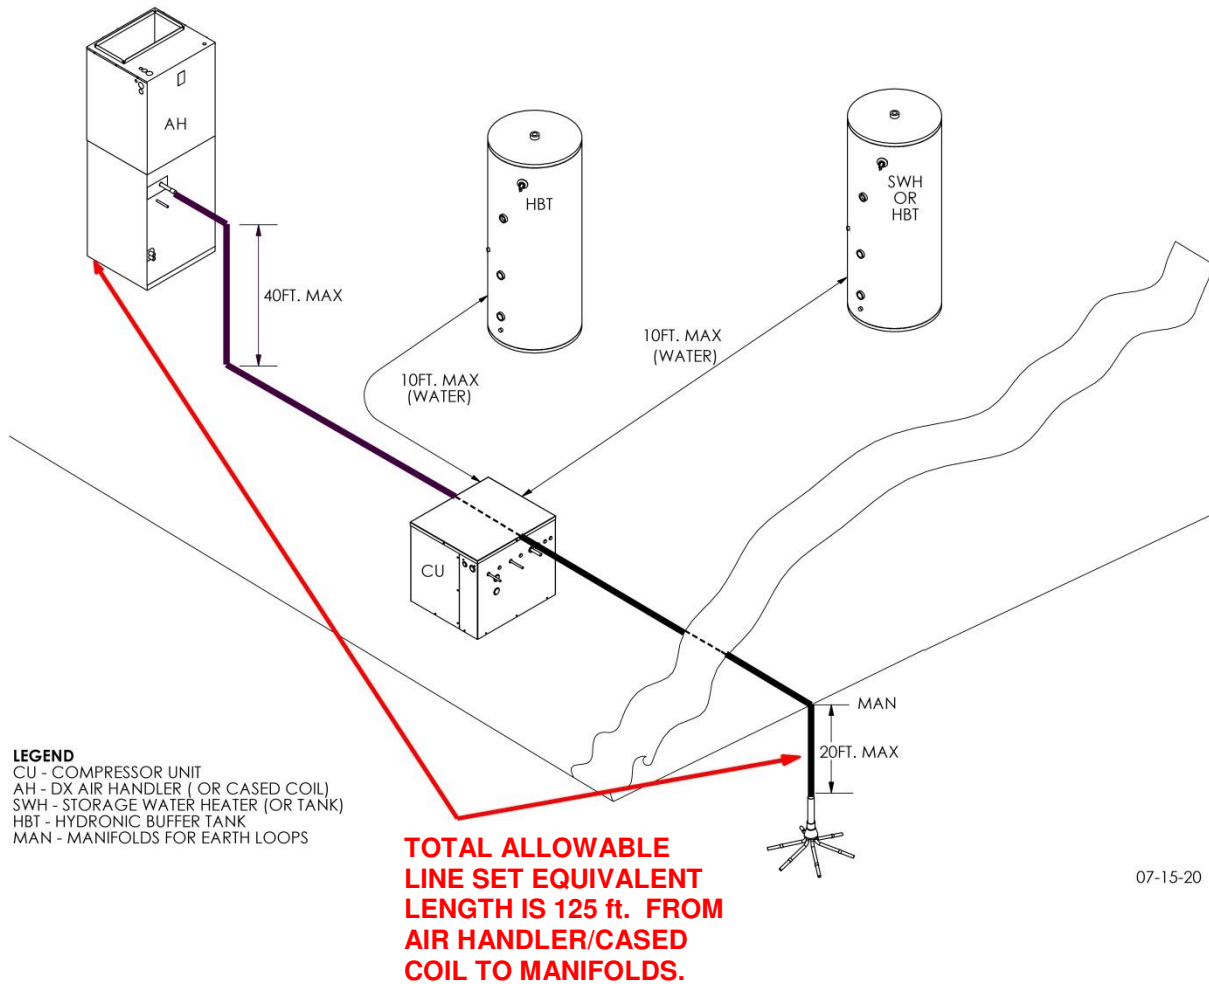 AH
40FT. MAX
HBT
SWH
OR
HBT
10FT. MAX
(WATER)
10FT. MAX
(WATER)
CU
MAN
20FT. MAX
LEGEND
CU - COMPRESSOR UNIT
AH - DX AIR HANDLER ( OR CASED COIL)
SWH - STORAGE WATER HEATER (OR TANK)
HBT - HYDRONIC BUFFER TANK
MAN - MANIFOLDS FOR EARTH LOOPS
TOTAL ALLOWABLE
LINE SET EQUIVALENT
LENGTH IS 125 ft.  FROM
AIR HANDLER/CASED
COIL TO MANIFOLDS.
07-15-20